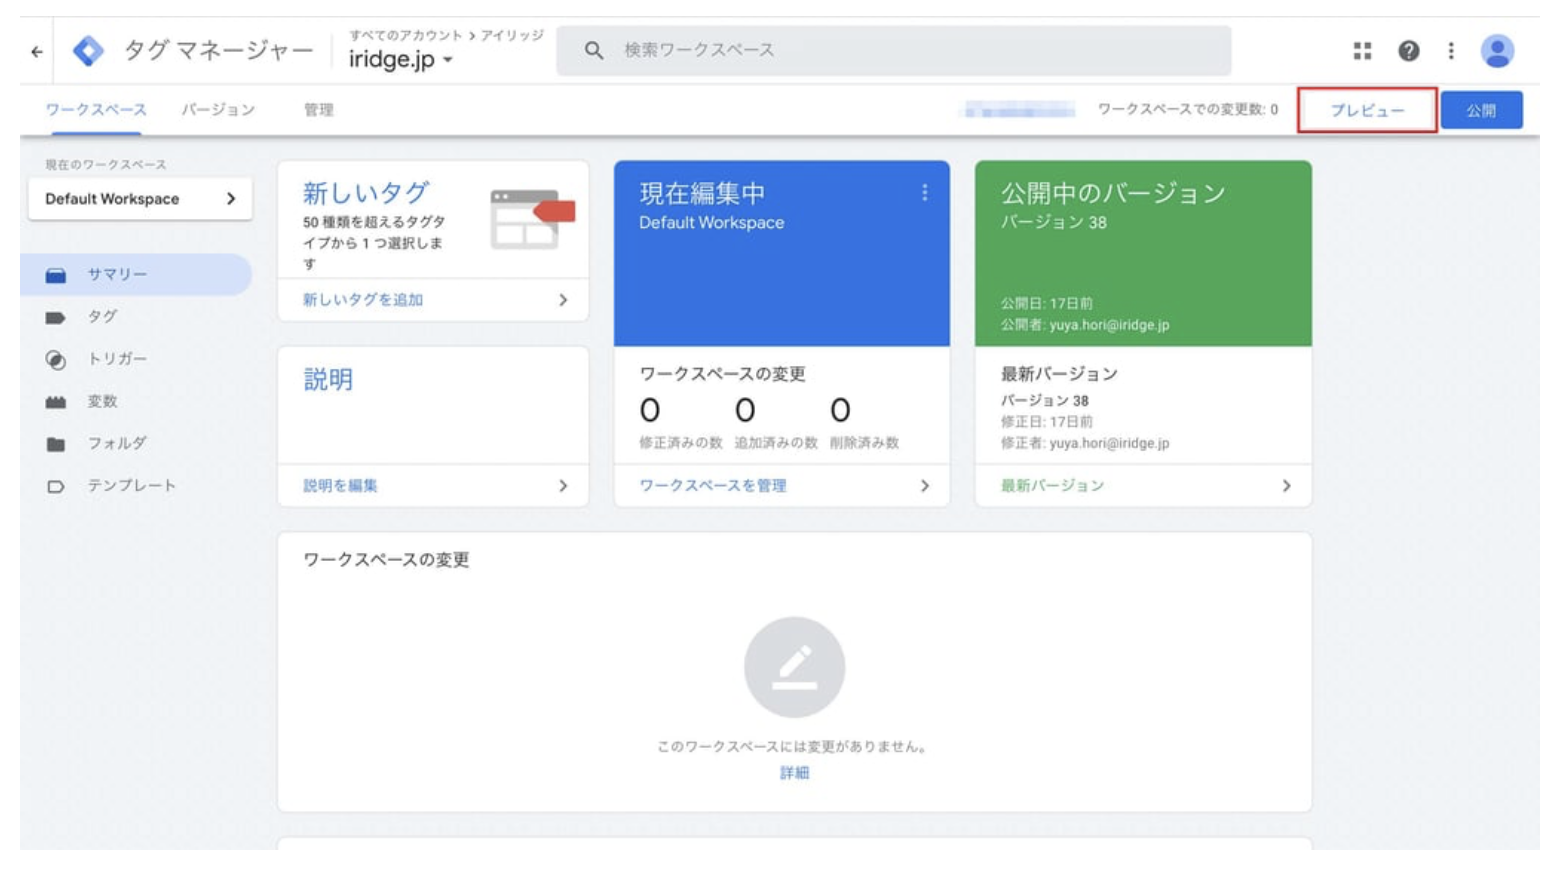 すべてのアカウント › アイリッジ
タグ マネージャー
iridge.jp
検索ワークスペース
ワークスペース
バージョン
管理
ワークスペースでの変更数: 0
プレビュー
公開
現在のワークスペース
Default Workspace
サマリー
タグ
トリガー
変数
フォルダ
テンプレート
新しいタグ
50 種類を超えるタグタ
イプから 1 つ選択しま
す
新しいタグを追加
説明
説明を編集
現在編集中
Default Workspace
ワークスペースの変更
0 0 0
修正済みの数 追加済みの数 削除済み数
ワークスペースを管理
公開中のバージョン
バージョン 38
公開日: 17日前
公開者: yuya.hori@iridge.jp
最新バージョン
バージョン 38
修正日: 17日前
修正者: yuya.hori@iridge.jp
最新バージョン
ワークスペースの変更
このワークスペースには変更がありません。
詳細